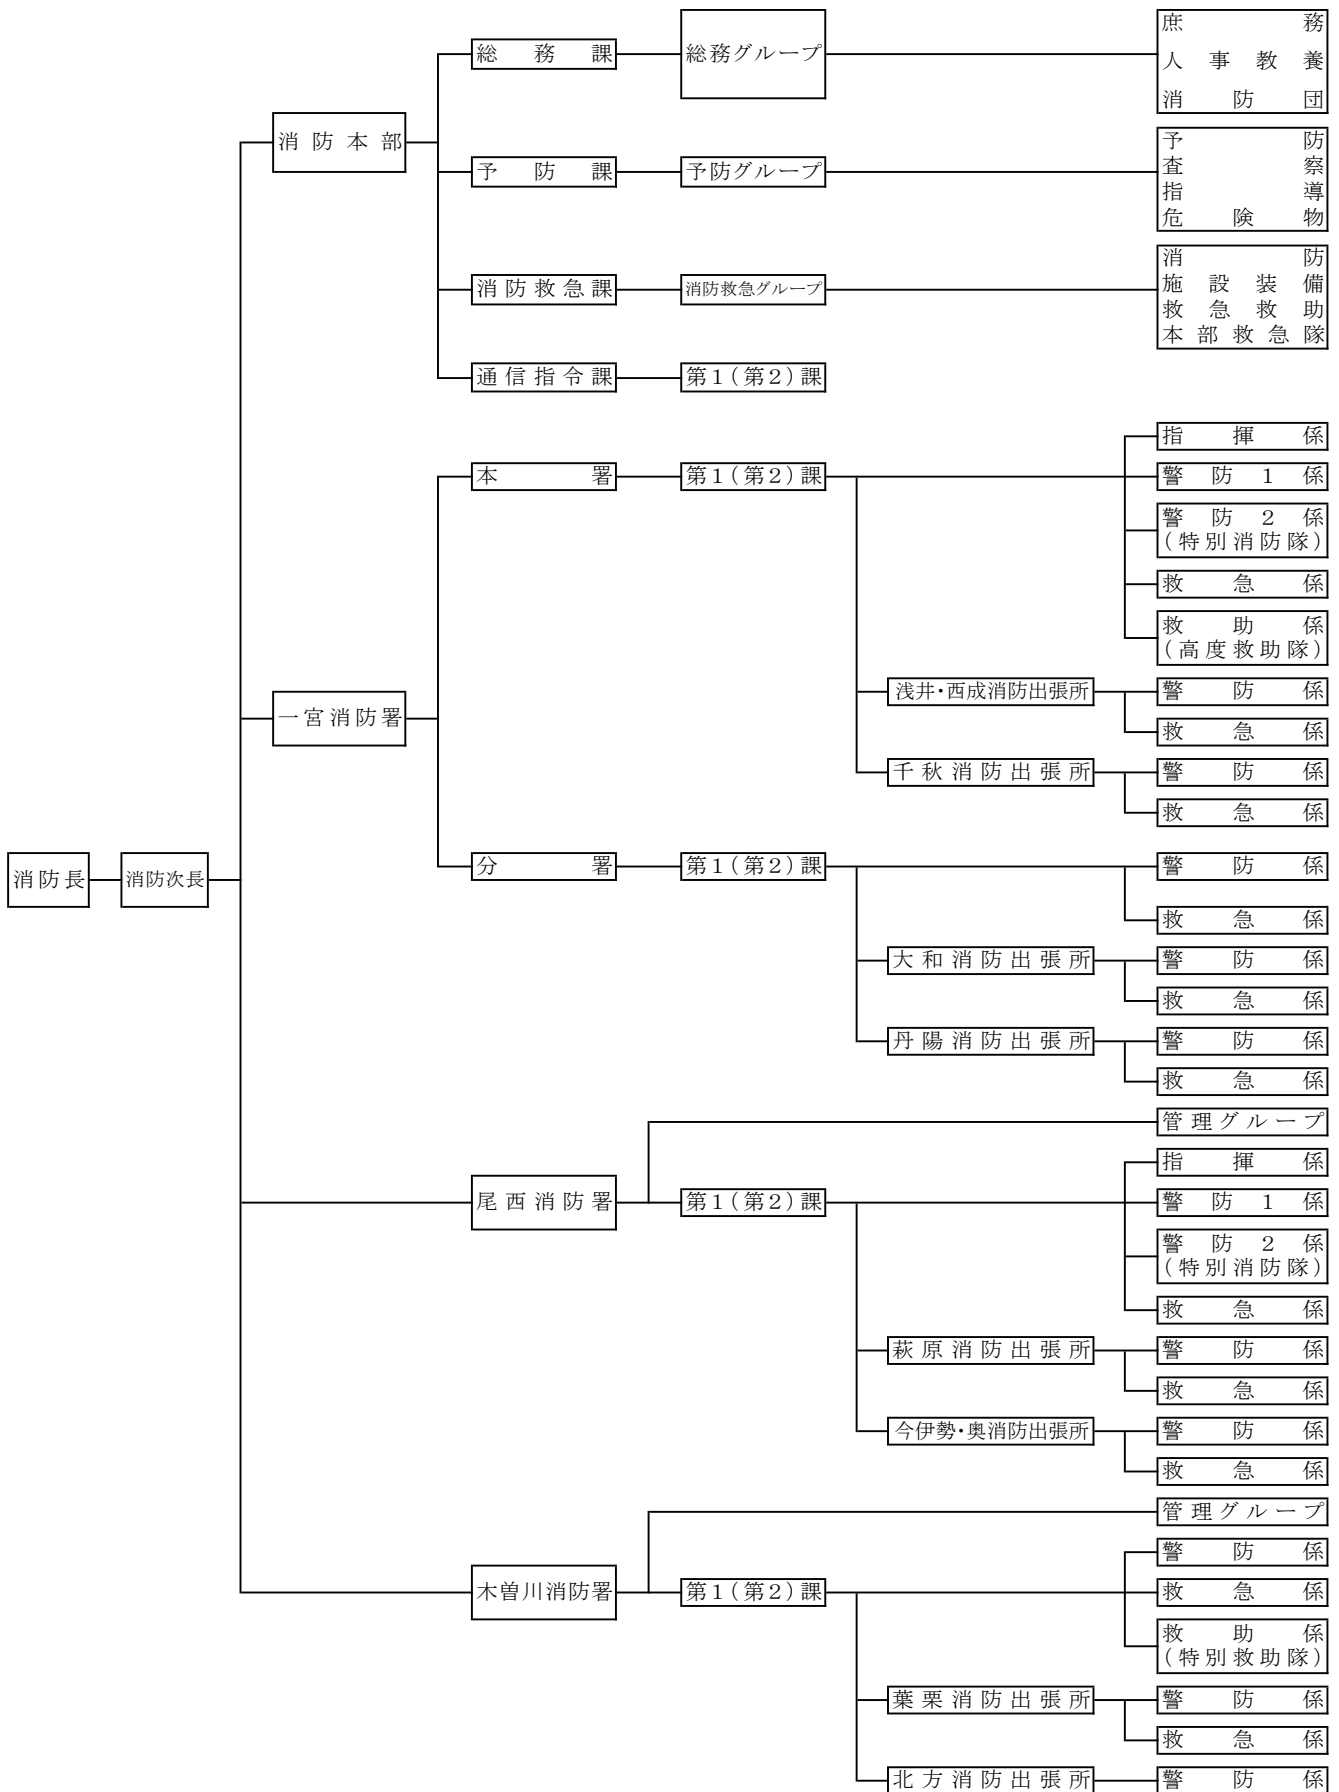 総務課
総務グループ
庶務
人事教養
消防団
消防本部
予防課
予防グループ
予防
査察
指導
危険物
消防救急課
消防救急グループ
消防
施設装備
救急救助
本部救急隊
通信指令課
第1(第2)課
指揮係
本署
第1(第2)課
警防1係
警防2係
(特別消防隊)
救急係
救助係
(高度救助隊)
浅井・西成消防出張所
警防係
一宮消防署
救急係
千秋消防出張所
警防係
救急係
消防長
消防次長
分署
第1(第2)課
警防係
救急係
大和消防出張所
警防係
救急係
丹陽消防出張所
警防係
救急係
管理グループ
指揮係
尾西消防署
第1(第2)課
警防1係
警防2係
(特別消防隊)
救急係
萩原消防出張所
警防係
救急係
今伊勢・奥消防出張所
警防係
救急係
管理グループ
警防係
木曽川消防署
第1(第2)課
救急係
救助係
(特別救助隊)
葉栗消防出張所
警防係
救急係
北方消防出張所
警防係